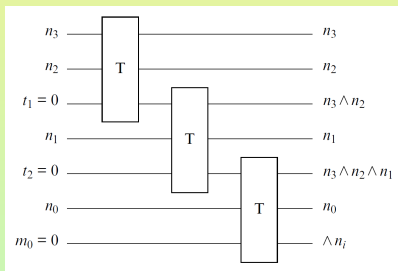 n₃ n₃
n₂ T n₂
t₁ = 0 n₃ ∧ n₂
n₁ T n₁
t₂ = 0 n₃ ∧ n₂ ∧ n₁
n₀ T n₀
m₀ = 0 ∧ nᵢ